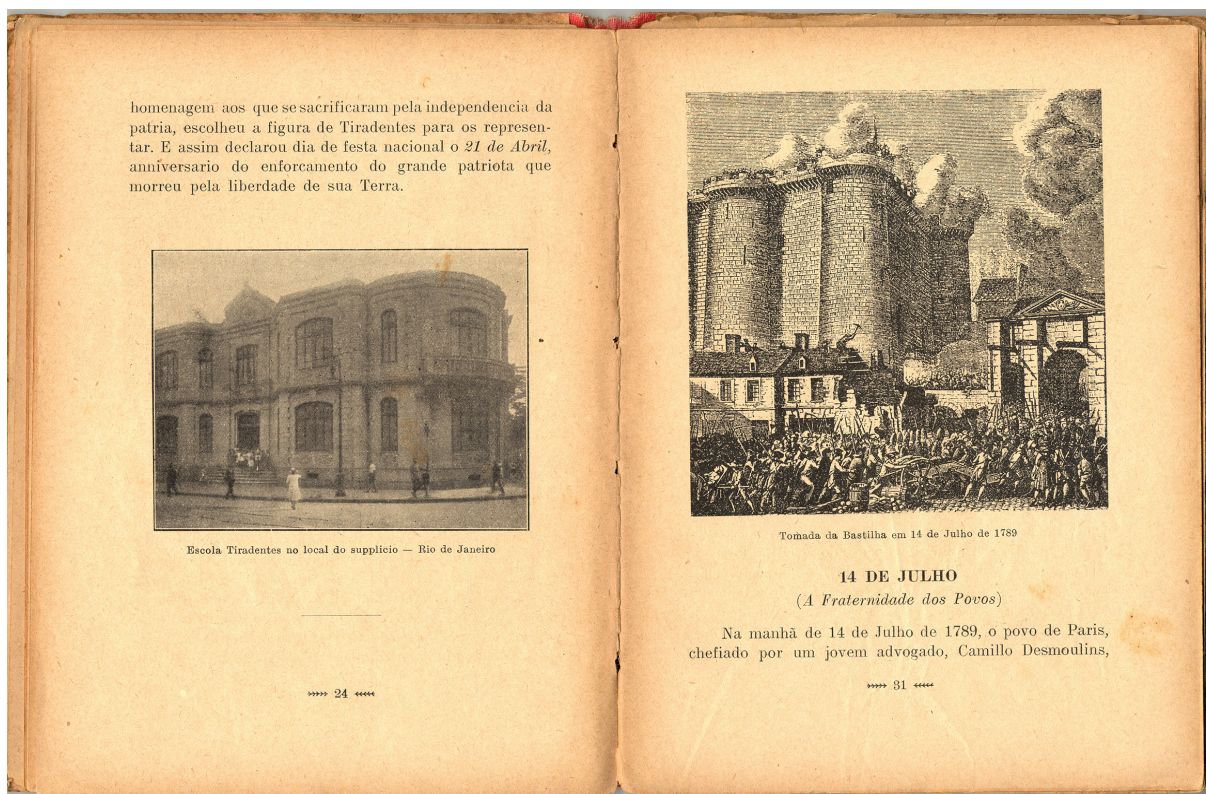 homenagem aos que se sacrificaram pela independencia da
patria, escolheu a figura de Tiradentes para os represen-
tar. E assim declarou dia de festa nacional o 21 de Abril,
anniversario do enforcamento do grande patriota que
morreu pela liberdade de sua Terra.
Escola Tiradentes no local do supplicio — Rio de Janeiro
24
Tomada da Bastilha em 14 de Julho de 1789
14 DE JULHO
(A Fraternidade dos Povos)
Na manhã de 14 de Julho de 1789, o povo de Paris,
chefiado por um jovem advogado, Camillo Desmoulins,
31